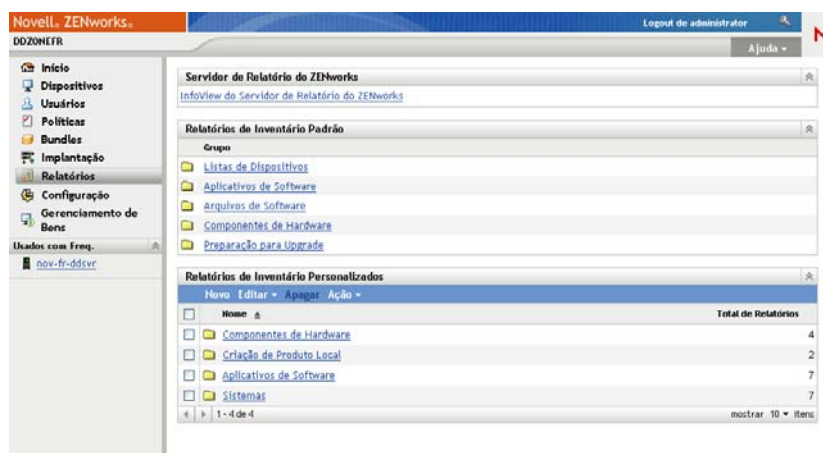 Novell® ZENworks®
Logout de administrator
DDZONEFR
Ajuda
Início
Dispositivos
Usuários
Políticas
Bundles
Implantação
Relatórios
Configuração
Gerenciamento de Bens
Usados com Freq.
nov-fr-ddsvr
Servidor de Relatório do ZENworks
InfoView do Servidor de Relatório do ZENworks
Relatórios de Inventário Padrão
Grupo
Listas de Dispositivos
Aplicativos de Software
Arquivos de Software
Componentes de Hardware
Preparação para Upgrade
Relatórios de Inventário Personalizados
Novo Editar Apagar Ação
Nome Total de Relatórios
Componentes de Hardware 4
Criação de Produto Local 2
Aplicativos de Software 7
Sistemas 7
1 - 4 de 4 mostrar 10 itens